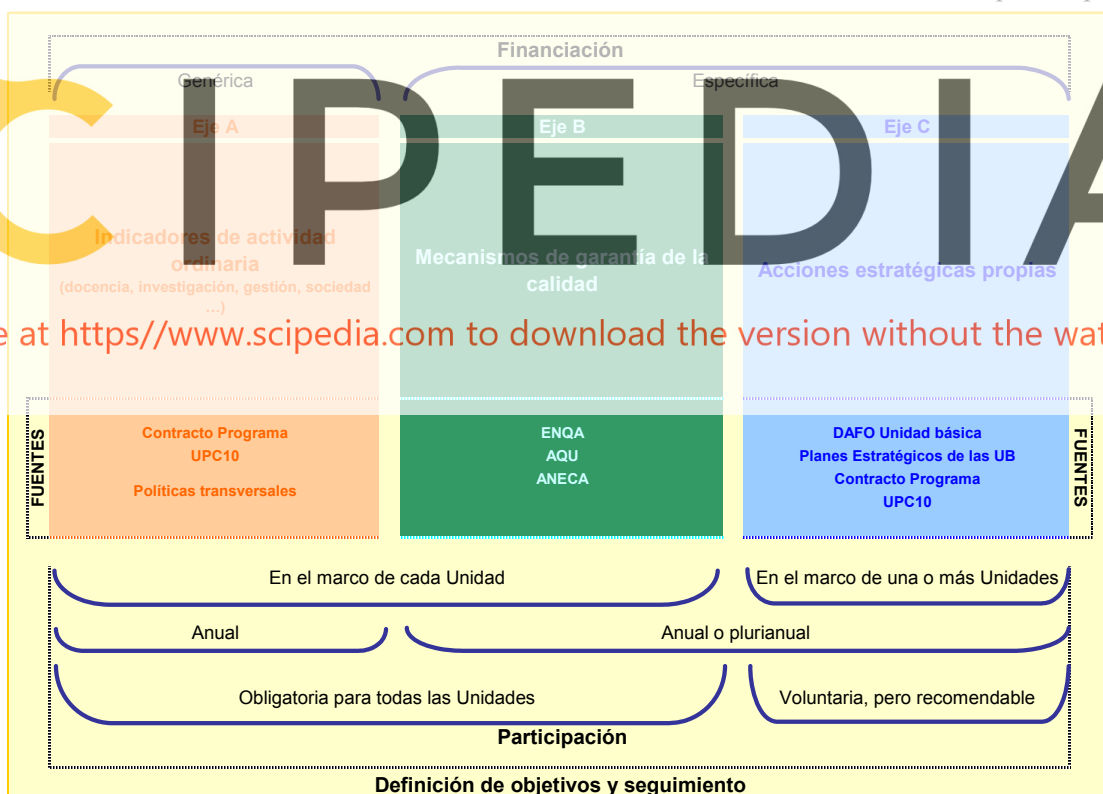 Financiación
Genérica
Específica
Eje A
Eje B
Eje C
Indicadores de actividad
ordinaria
(docencia, investigación, gestión, sociedad
...)
Mecanismos de garantía de la
calidad
Acciones estratégicas propias
CIPEDIA
e at https//www.scipedia.com to download the version without the wat
FUENTES
Contracto Programa
UPC10
Políticas transversales
ENQA
AQU
ANECA
DAFO Unidad básica
Planes Estratégicos de las UB
Contracto Programa
UPC10
FUENTES
En el marco de cada Unidad
En el marco de una o más Unidades
Anual
Anual o plurianual
Obligatoria para todas las Unidades
Voluntaria, pero recomendable
Participación
Definición de objetivos y seguimiento